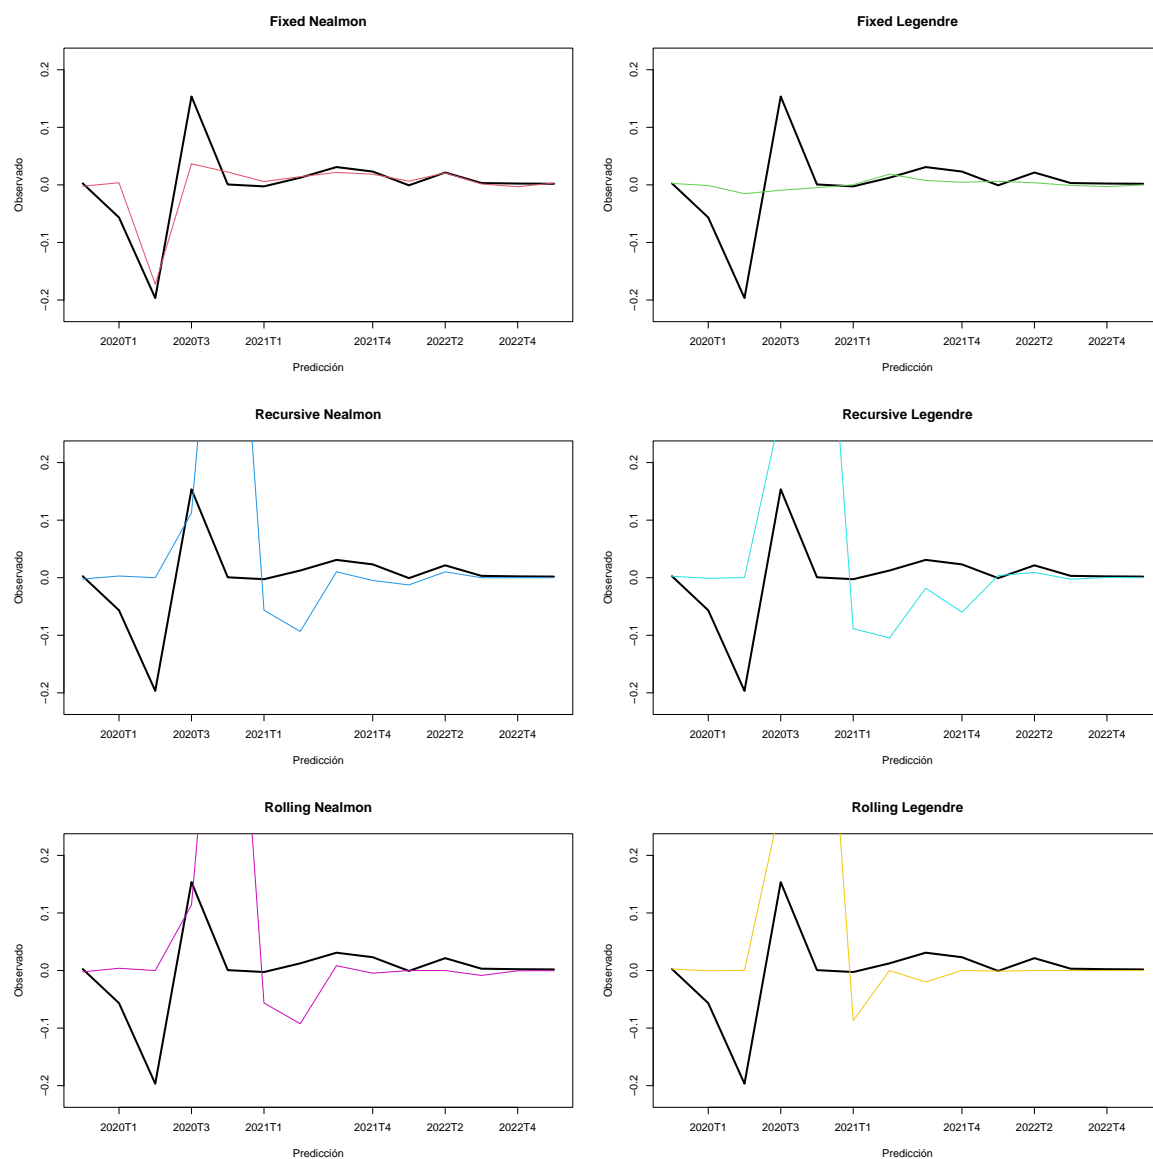 Fixed Nealmon
Observado
0.2
0.1
0.0
−0.1
−0.2
2020T1 2020T3 2021T1 2021T4 2022T2 2022T4
Predicción
Fixed Legendre
Observado
0.2
0.1
0.0
−0.1
−0.2
2020T1 2020T3 2021T1 2021T4 2022T2 2022T4
Predicción
Recursive Nealmon
Observado
0.2
0.1
0.0
−0.1
−0.2
2020T1 2020T3 2021T1 2021T4 2022T2 2022T4
Predicción
Recursive Legendre
Observado
0.2
0.1
0.0
−0.1
−0.2
2020T1 2020T3 2021T1 2021T4 2022T2 2022T4
Predicción
Rolling Nealmon
Observado
0.2
0.1
0.0
−0.1
−0.2
2020T1 2020T3 2021T1 2021T4 2022T2 2022T4
Predicción
Rolling Legendre
Observado
0.2
0.1
0.0
−0.1
−0.2
2020T1 2020T3 2021T1 2021T4 2022T2 2022T4
Predicción